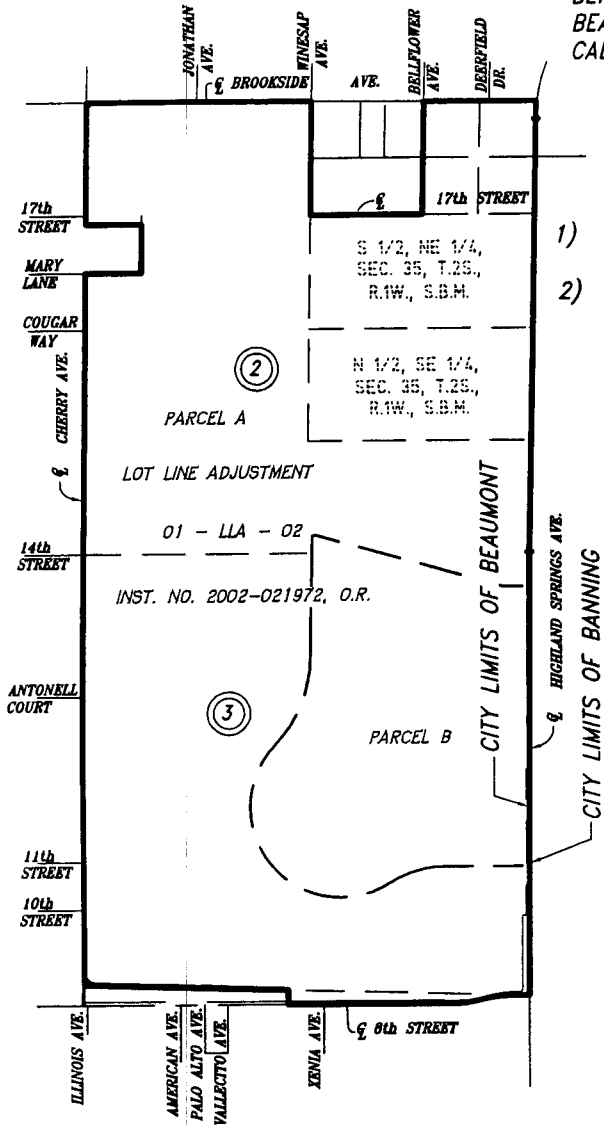 BEA
CAL
JONATHAN
AVE.
℄ BROOKSIDE AVE.
WINESAP
AVE.
BELLFLOWER
AVE.
DEERFIELD
DR.
17th
STREET
℄ 17th STREET
MARY
LANE
COUGAR
WAY
℄ CHERRY AVE.
S 1/2, NE 1/4,
SEC. 35, T.2S.,
R.1W., S.B.M.
1)
2)
N 1/2, SE 1/4,
SEC. 35, T.2S.,
R.1W., S.B.M.
2
PARCEL A
LOT LINE ADJUSTMENT
01 - LLA - 02
INST. NO. 2002-021972, O.R.
14th
STREET
ANTONELL
COURT
3
PARCEL B
CITY LIMITS OF BEAUMONT
℄ HIGHLAND SPRINGS AVE.
CITY LIMITS OF BANNING
11th
STREET
10th
STREET
ILLINOIS AVE.
AMERICAN AVE.
PALO ALTO AVE.
VALLECITO AVE.
XENIA AVE.
℄ 8th STREET